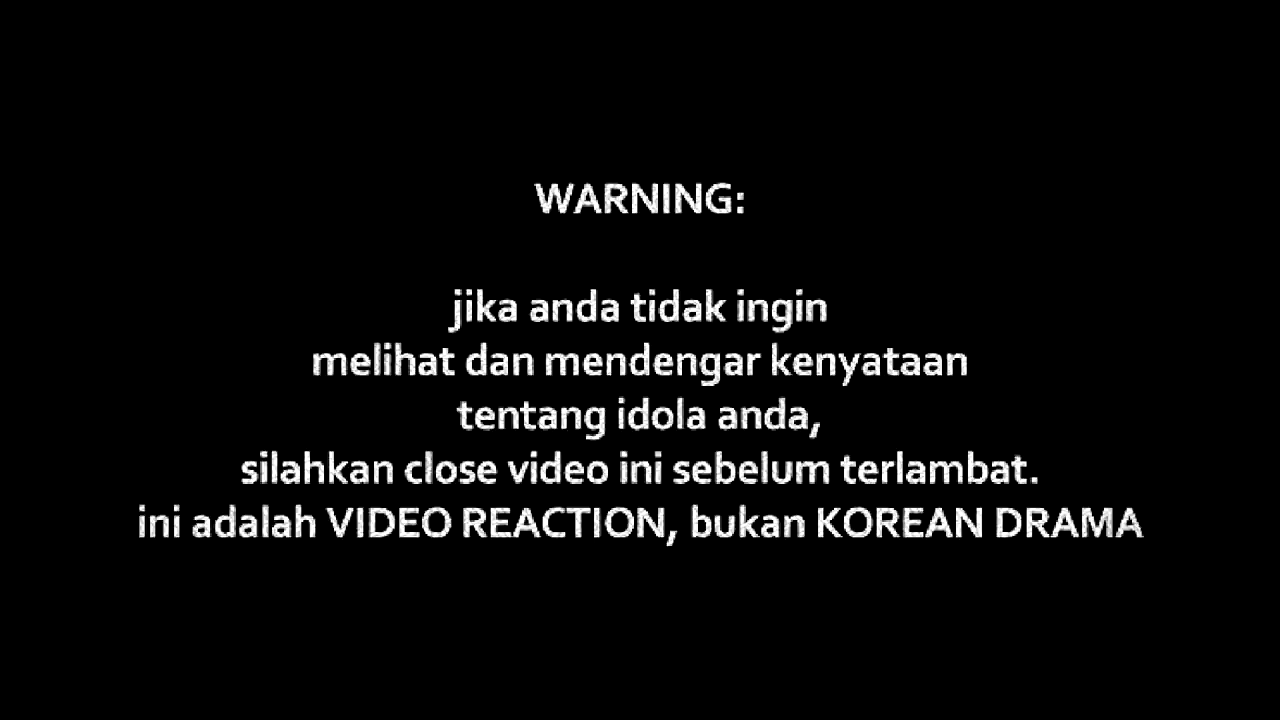 WARNING:
jika anda tidak ingin
melihat dan mendengar kenyataan
tentang idola anda,
silahkan close video ini sebelum terlambat.
ini adalah VIDEO REACTION, bukan KOREAN DRAMA